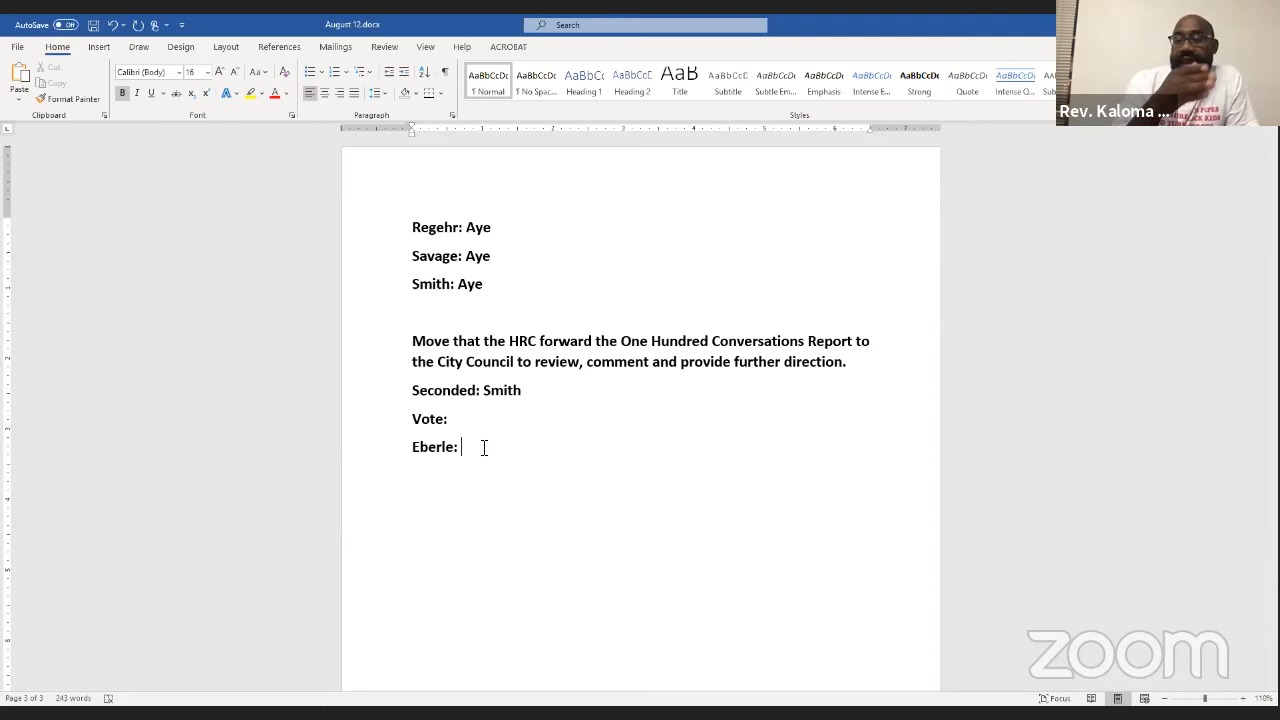 AutoSave Off August 12.docx Search
File Home Insert Draw Design Layout References Mailings Review View Help ACROBAT
Paste Cut Copy Format Painter
Calibri (Body) 16
AaBbCcDc AaBbCcDc AaBbC( AaBbCcC AaB AaBbCcD AaBbCcDt AaBbCcDt AaBbCcDt AaBbCcDc AaBbCcDt AaBbCcDt
¶ Normal ¶ No Spac... Heading 1 Heading 2 Title Subtitle Subtle Em... Emphasis Intense E... Strong Quote Intense Q...
Clipboard Font Paragraph Styles
Rev. Kaloma ...
Regehr: Aye
Savage: Aye
Smith: Aye
Move that the HRC forward the One Hundred Conversations Report to
the City Council to review, comment and provide further direction.
Seconded: Smith
Vote:
Eberle:
zoom
Page 3 of 3 243 words Focus 110%